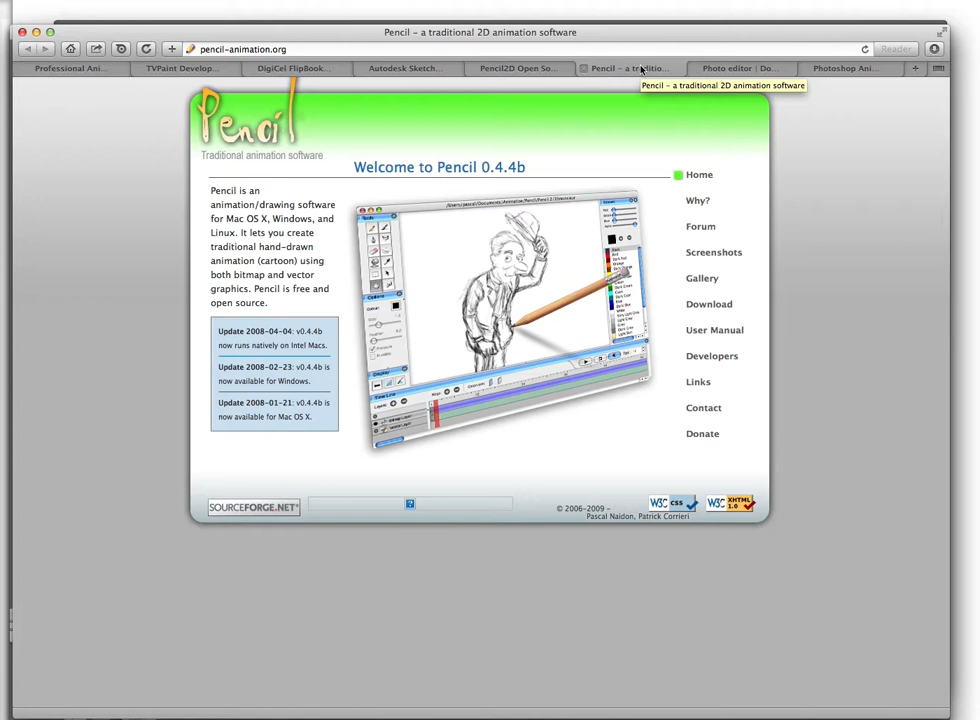 Pencil – a traditional 2D animation software
pencil-animation.org
Reader
Professional Ani...
TVPaint Develop...
DigiCel FlipBook...
Autodesk Sketch...
Pencil2D Open So...
Pencil – a traditio...
Photo editor | Do...
Photoshop Ani...
Pencil – a traditional 2D animation software
Pencil
Traditional animation software
Welcome to Pencil 0.4.4b
Pencil is an
animation/drawing software
for Mac OS X, Windows, and
Linux. It lets you create
traditional hand-drawn
animation (cartoon) using
both bitmap and vector
graphics. Pencil is free and
open source.
Update 2008-04-04: v0.4.4b
now runs natively on Intel Macs.
Update 2008-02-23: v0.4.4b is
now available for Windows.
Update 2008-01-21: v0.4.4b is
now available for Mac OS X.
Tools
Options
Colour:
Display
Time Line
Layers:
Home
Why?
Forum
Screenshots
Gallery
Download
User Manual
Developers
Links
Contact
Donate
SOURCEFORGE.NET®
© 2006-2009 –
Pascal Naidon, Patrick Corrieri
W3C css
W3C XHTML 1.0